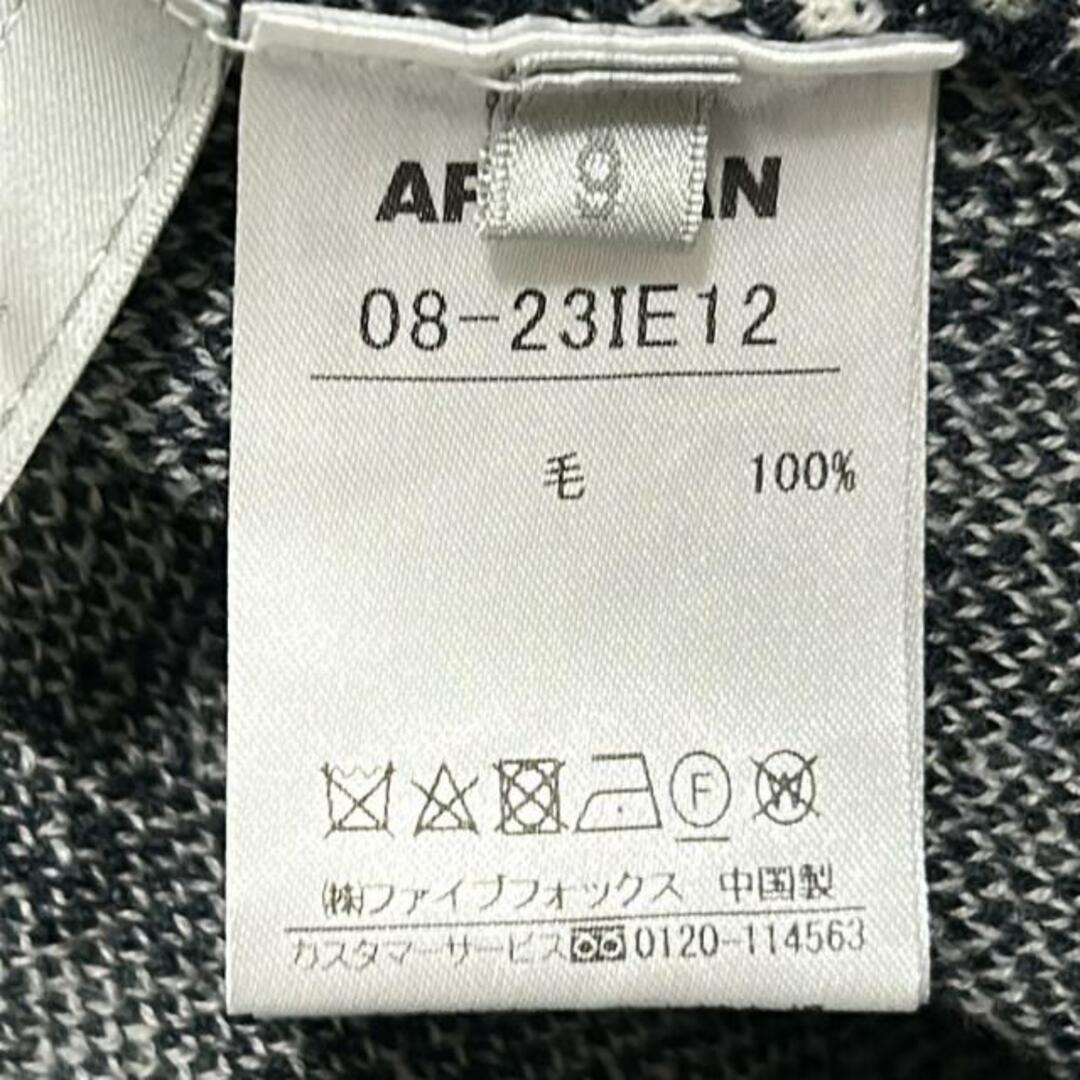 9
08-23IE12
毛 100%
F W
㈱ファイブフォックス 中国製
カスタマーサービス 0120-114563